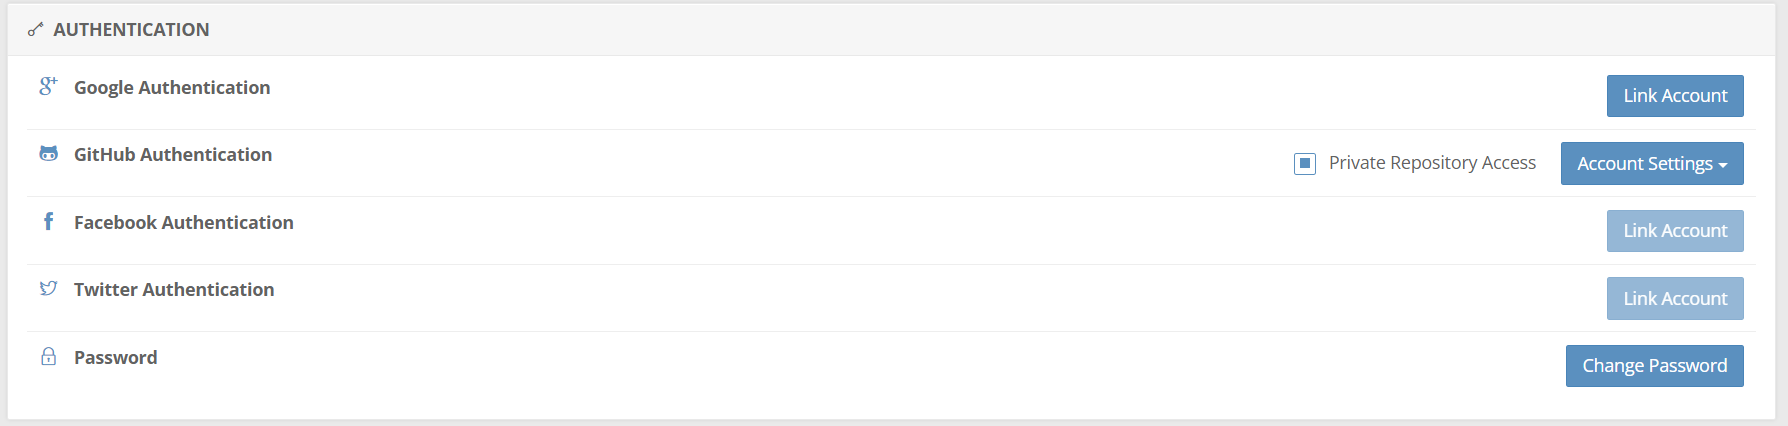 AUTHENTICATION
Google Authentication
Link Account
GitHub Authentication
Private Repository Access
Account Settings
Facebook Authentication
Link Account
Twitter Authentication
Link Account
Password
Change Password